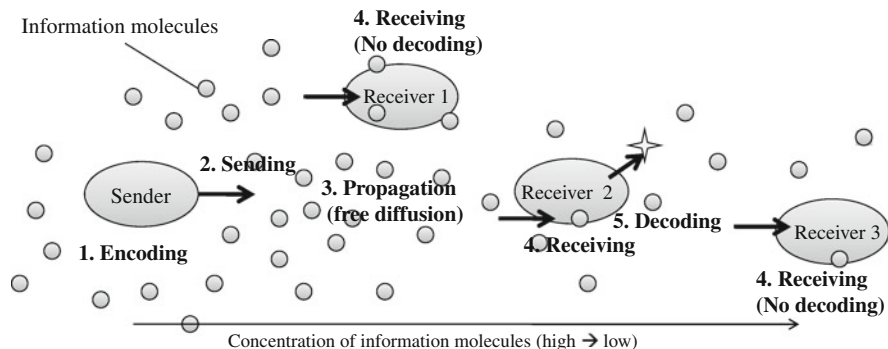 4. Receiving
(No decoding)
Information molecules
Receiver 1
2. Sending
Sender
3. Propagation
(free diffusion)
Receiver 2
5. Decoding
Receiver 3
1. Encoding
4. Receiving
4. Receiving
(No decoding)
Concentration of information molecules (high → low)